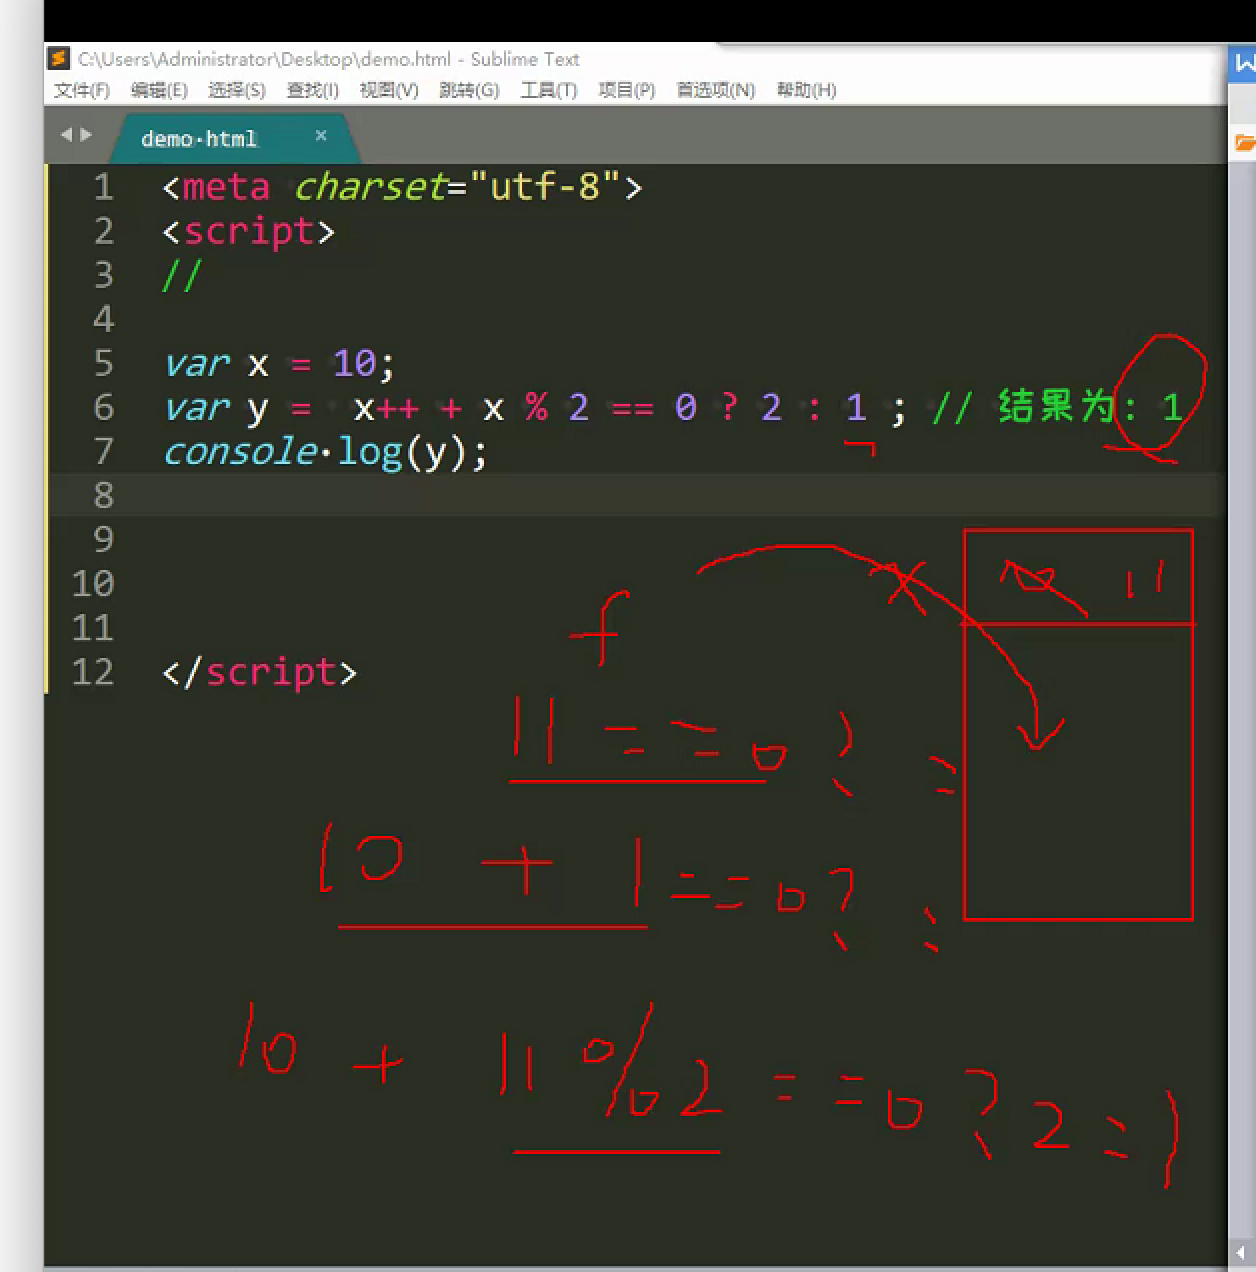 C:\Users\Administrator\Desktop\demo.html - Sublime Text
文件(F) 编辑(E) 选择(S) 查找(I) 视图(V) 跳转(G) 工具(T) 项目(P) 首选项(N) 帮助(H)
demo.html ×
1 <meta charset="utf-8">
2 <script>
3 //
4
5 var x = 10;
6 var y = x++ + x % 2 == 0 ? 2 : 1 ; // 结果为: 1
7 console.log(y);
8
9
10
11
12 </script>
11
f
11 == 0 ? :
10 + 1 == 0 ? :
10 + 11 % 2 == 0 ? 2 : 1